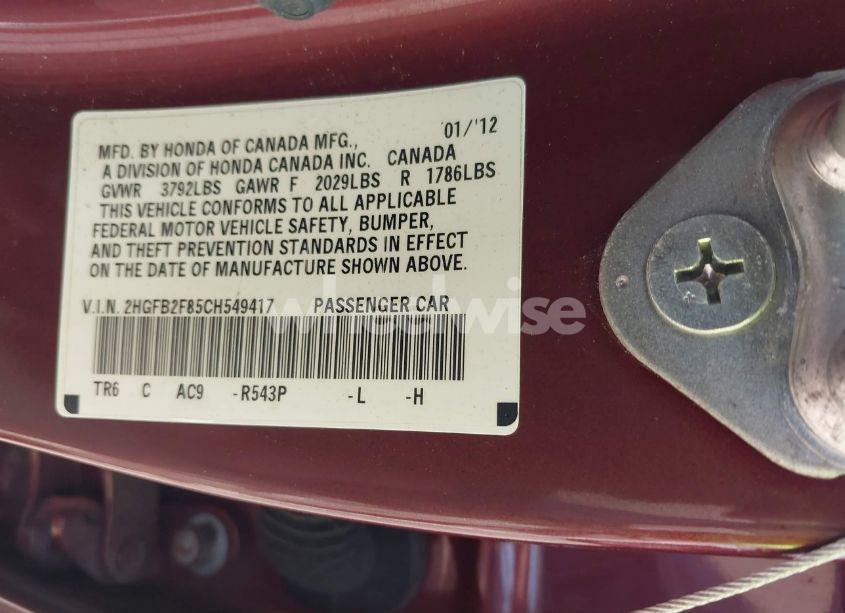 MFD. BY HONDA OF CANADA MFG., 01/'12
A DIVISION OF HONDA CANADA INC. CANADA
GVWR 3792LBS GAWR F 2029LBS R 1786LBS
THIS VEHICLE CONFORMS TO ALL APPLICABLE
FEDERAL MOTOR VEHICLE SAFETY, BUMPER,
AND THEFT PREVENTION STANDARDS IN EFFECT
ON THE DATE OF MANUFACTURE SHOWN ABOVE.
V.I.N. 2HGFB2F85CH549417 PASSENGER CAR
wheelwise
TR6 C AC9 -R543P -L -H